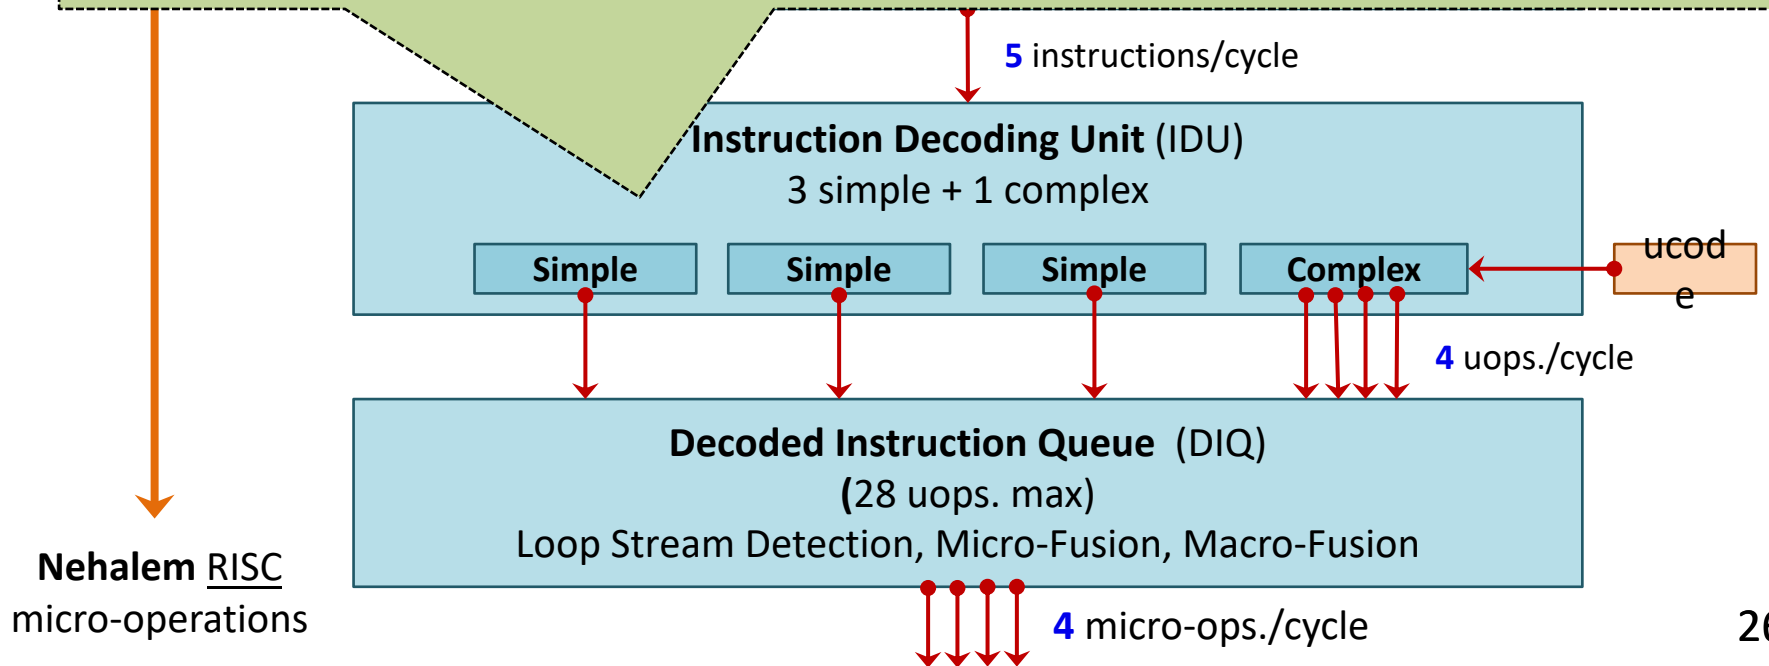 5 instructions/cycle
Instruction Decoding Unit (IDU)
3 simple + 1 complex
Simple
Simple
Simple
Complex
ucod
e
4 uops./cycle
Decoded Instruction Queue (DIQ)
(28 uops. max)
Loop Stream Detection, Micro-Fusion, Macro-Fusion
Nehalem RISC
micro-operations
4 micro-ops./cycle
26